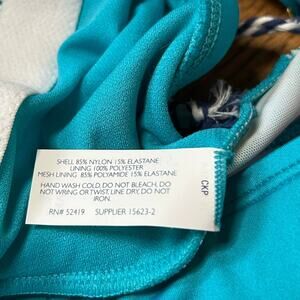 SHELL 85% NYLON 15% ELASTANE
LINING 100% POLYESTER
MESH LINING 85% POLYAMIDE 15% ELASTANE
HAND WASH COLD, DO NOT BLEACH, DO
NOT WRING OR TWIST. LINE DRY, DO NOT
IRON.
RN# 52419 SUPPLIER 15623-2
CKP